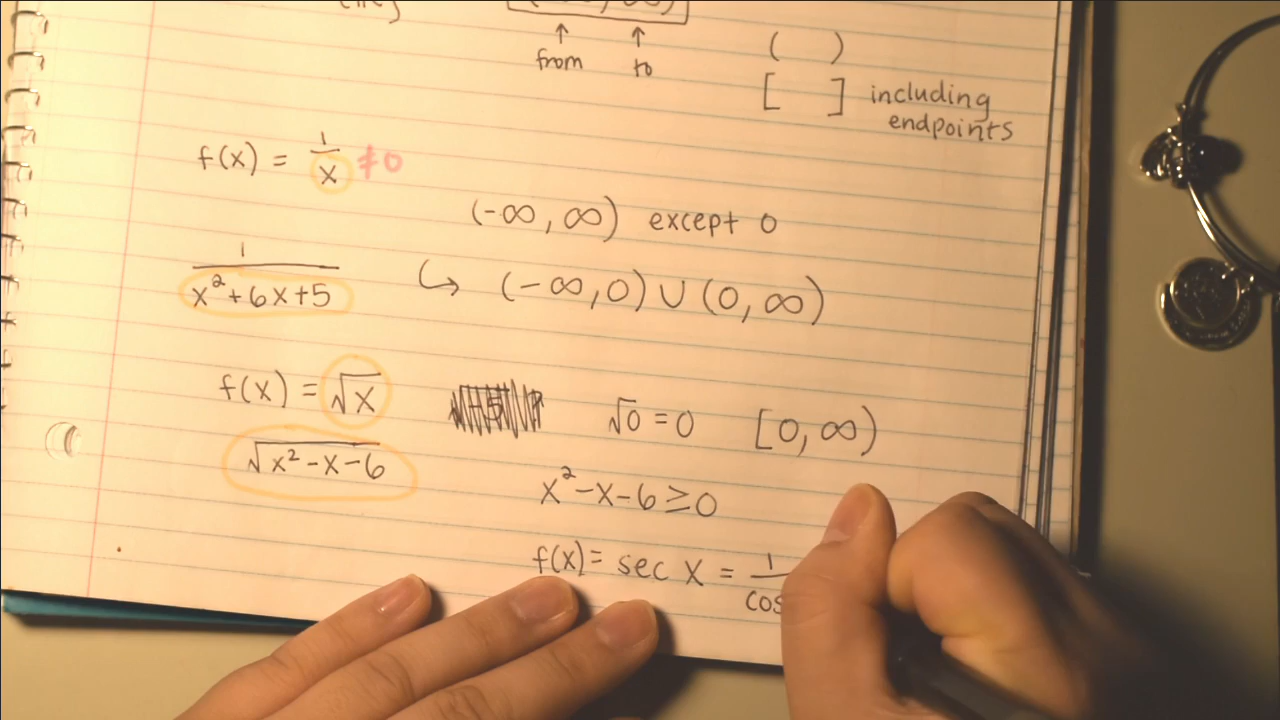 from to
( )
[ ] including
endpoints
f(x) = 1/x ≠0
(-∞, ∞) except 0
1/(x²+6x+5) ↳ (-∞,0) ∪ (0,∞)
f(x) = √x √0 = 0 [0,∞)
√(x²-x-6)
x²-x-6 ≥ 0
f(x) = sec x = 1/cos